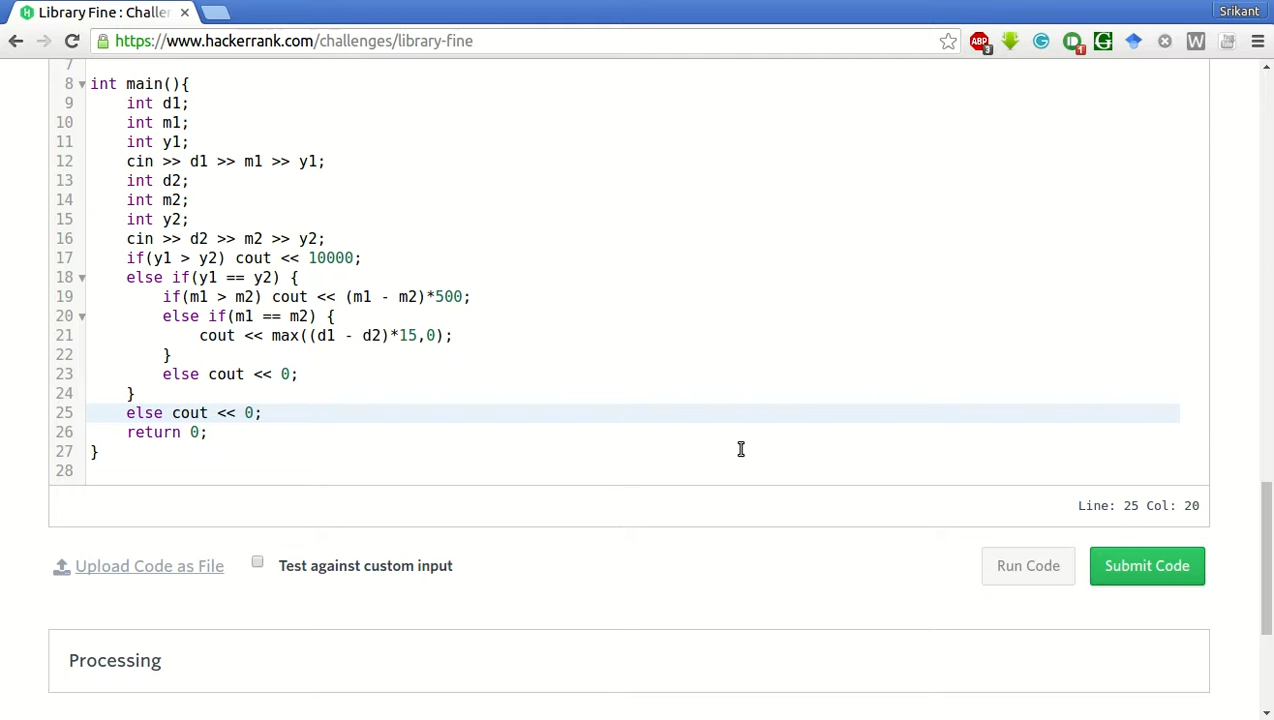 Library Fine : Challer
Srikant
https://www.hackerrank.com/challenges/library-fine
ABP
3
1
G
W
7
8 int main(){
9 int d1;
10 int m1;
11 int y1;
12 cin >> d1 >> m1 >> y1;
13 int d2;
14 int m2;
15 int y2;
16 cin >> d2 >> m2 >> y2;
17 if(y1 > y2) cout << 10000;
18 else if(y1 == y2) {
19 if(m1 > m2) cout << (m1 - m2)*500;
20 else if(m1 == m2) {
21 cout << max((d1 - d2)*15,0);
22 }
23 else cout << 0;
24 }
25 else cout << 0;
26 return 0;
27 }
28
Line: 25 Col: 20
Upload Code as File
Test against custom input
Run Code
Submit Code
Processing